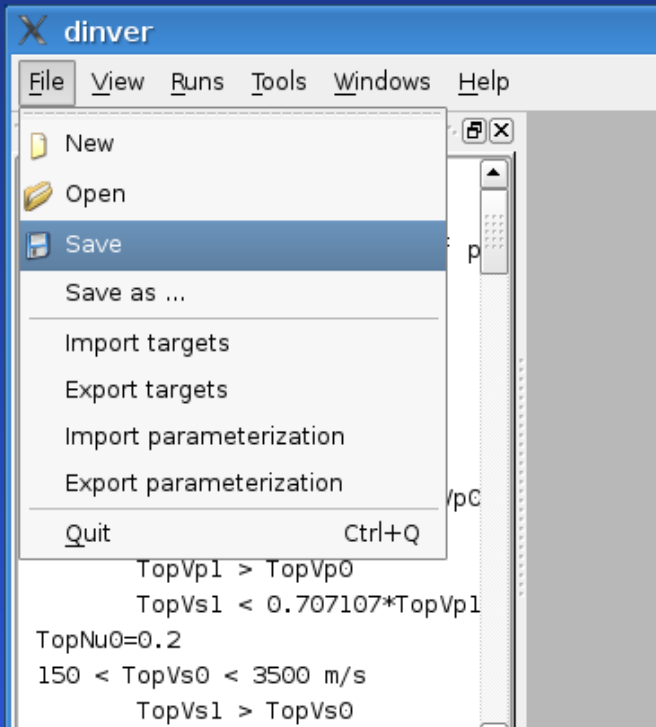 dinver
File View Runs Tools Windows Help
New
Open
Save
Save as ...
Import targets
Export targets
Import parameterization
Export parameterization
Quit Ctrl+Q
TopVp1 > TopVp0
TopVs1 < 0.707107*TopVp1
TopNu0=0.2
150 < TopVs0 < 3500 m/s
TopVs1 > TopVs0